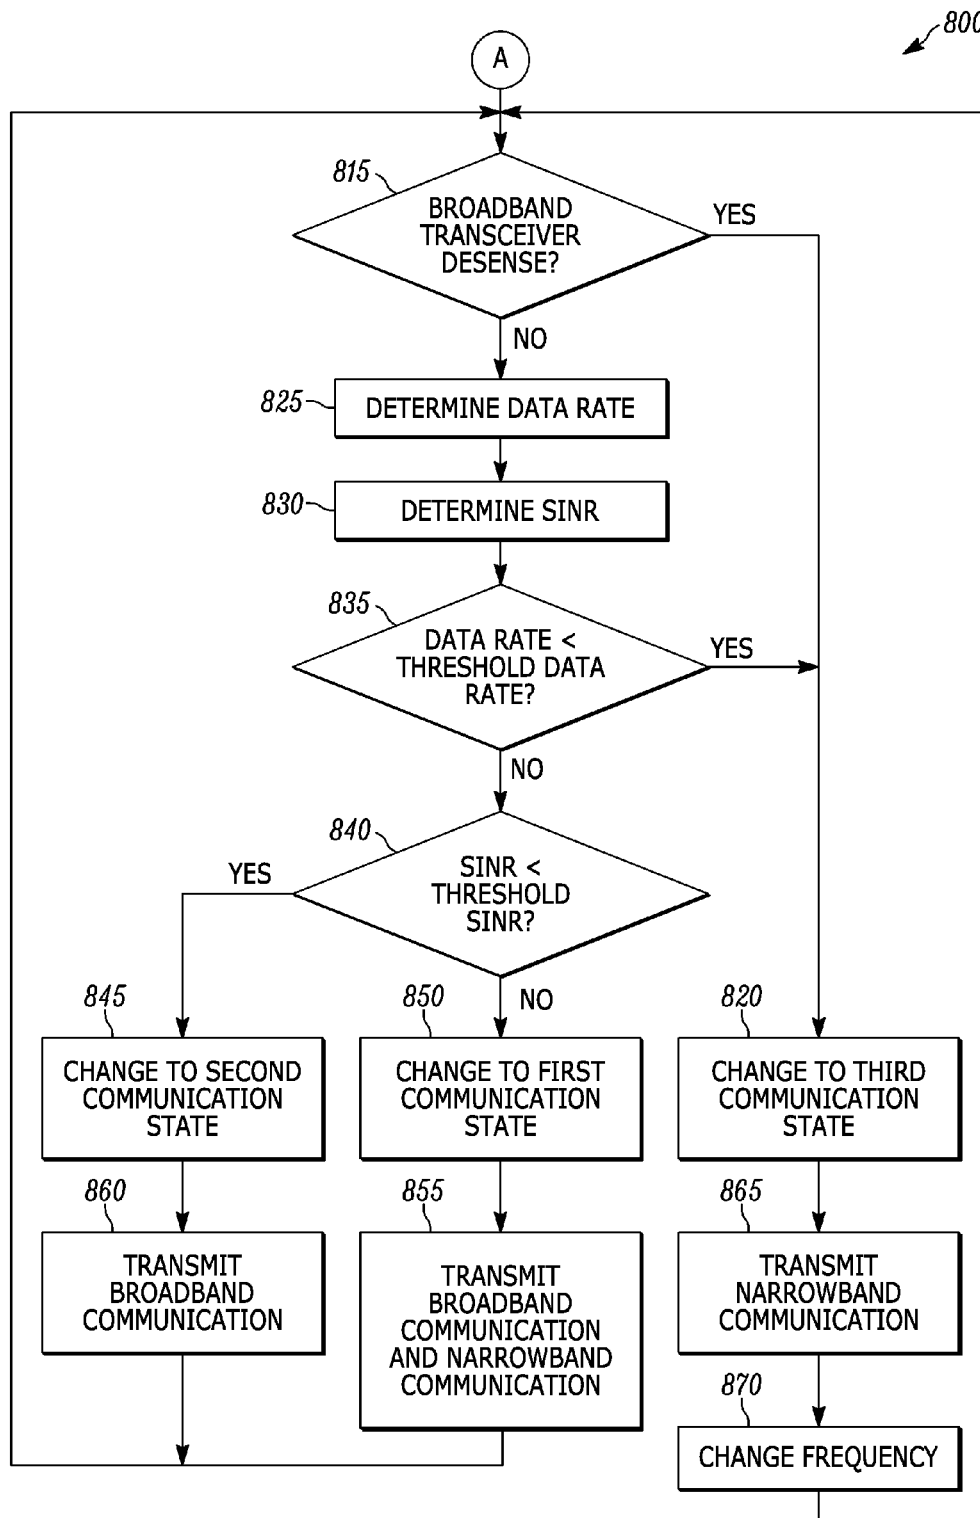 800
A
815
BROADBAND
TRANSCEIVER
DESENSE?
YES
NO
825
DETERMINE DATA RATE
830
DETERMINE SINR
835
DATA RATE <
THRESHOLD DATA
RATE?
YES
NO
840
SINR <
THRESHOLD
SINR?
YES
NO
845
CHANGE TO SECOND
COMMUNICATION
STATE
850
CHANGE TO FIRST
COMMUNICATION
STATE
820
CHANGE TO THIRD
COMMUNICATION
STATE
860
TRANSMIT
BROADBAND
COMMUNICATION
855
TRANSMIT
BROADBAND
COMMUNICATION
AND NARROWBAND
COMMUNICATION
865
TRANSMIT
NARROWBAND
COMMUNICATION
870
CHANGE FREQUENCY